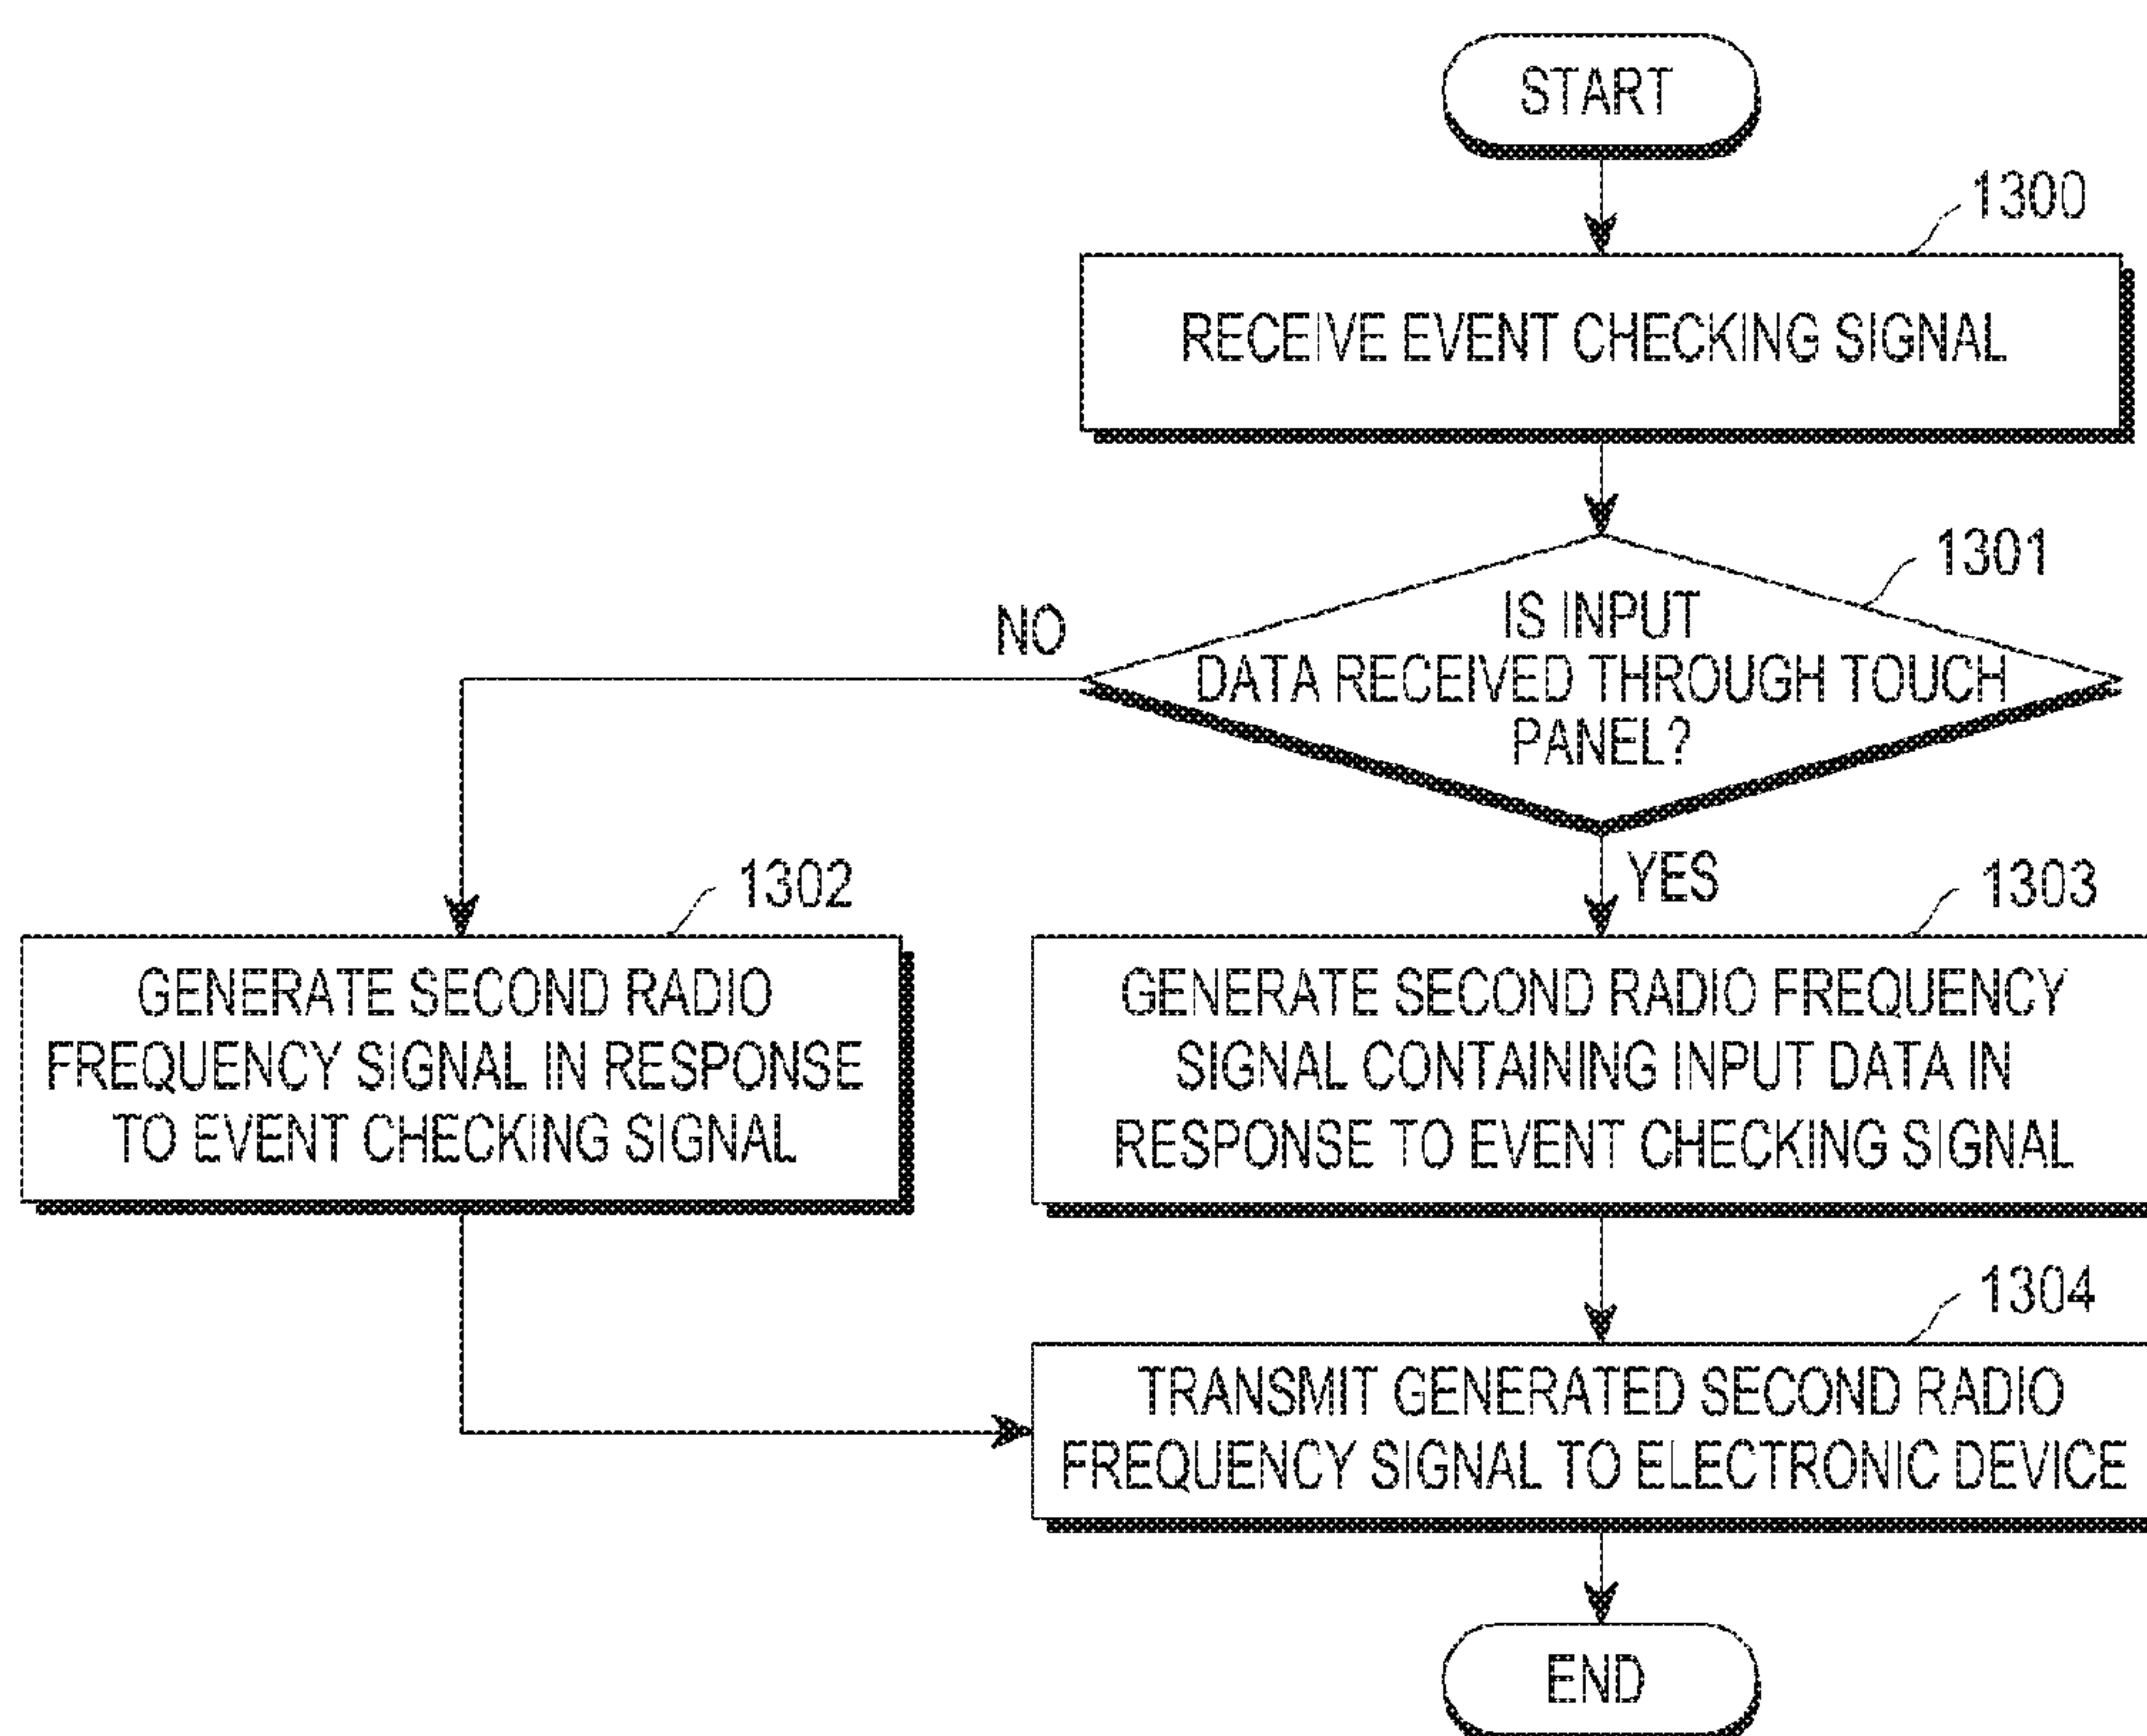 START
1300
RECEIVE EVENT CHECKING SIGNAL
1301
IS INPUT
DATA RECEIVED THROUGH TOUCH
PANEL?
NO
YES
1302
GENERATE SECOND RADIO
FREQUENCY SIGNAL IN RESPONSE
TO EVENT CHECKING SIGNAL
1303
GENERATE SECOND RADIO FREQUENCY
SIGNAL CONTAINING INPUT DATA IN
RESPONSE TO EVENT CHECKING SIGNAL
1304
TRANSMIT GENERATED SECOND RADIO
FREQUENCY SIGNAL TO ELECTRONIC DEVICE
END